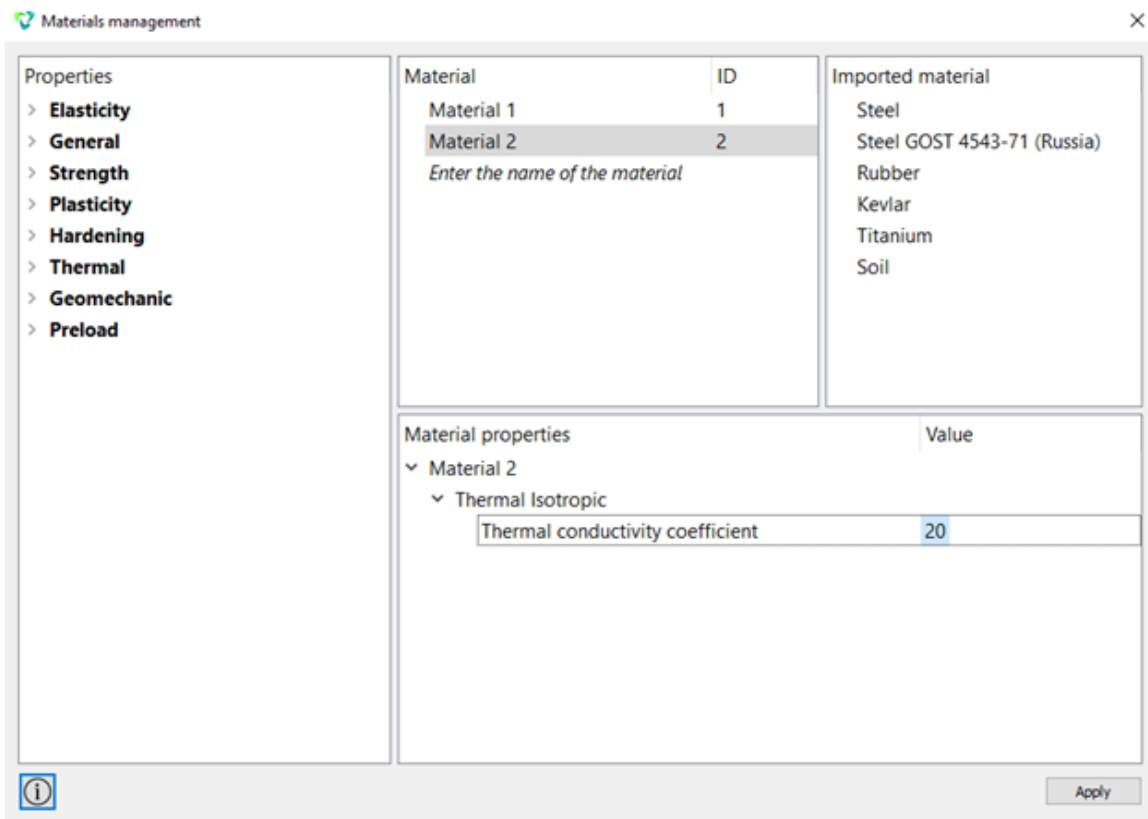 Materials management
Properties
Elasticity
General
Strength
Plasticity
Hardening
Thermal
Geomechanic
Preload
Material ID
Material 1 1
Material 2 2
Enter the name of the material
Imported material
Steel
Steel GOST 4543-71 (Russia)
Rubber
Kevlar
Titanium
Soil
Material properties Value
Material 2
Thermal Isotropic
Thermal conductivity coefficient 20
Apply